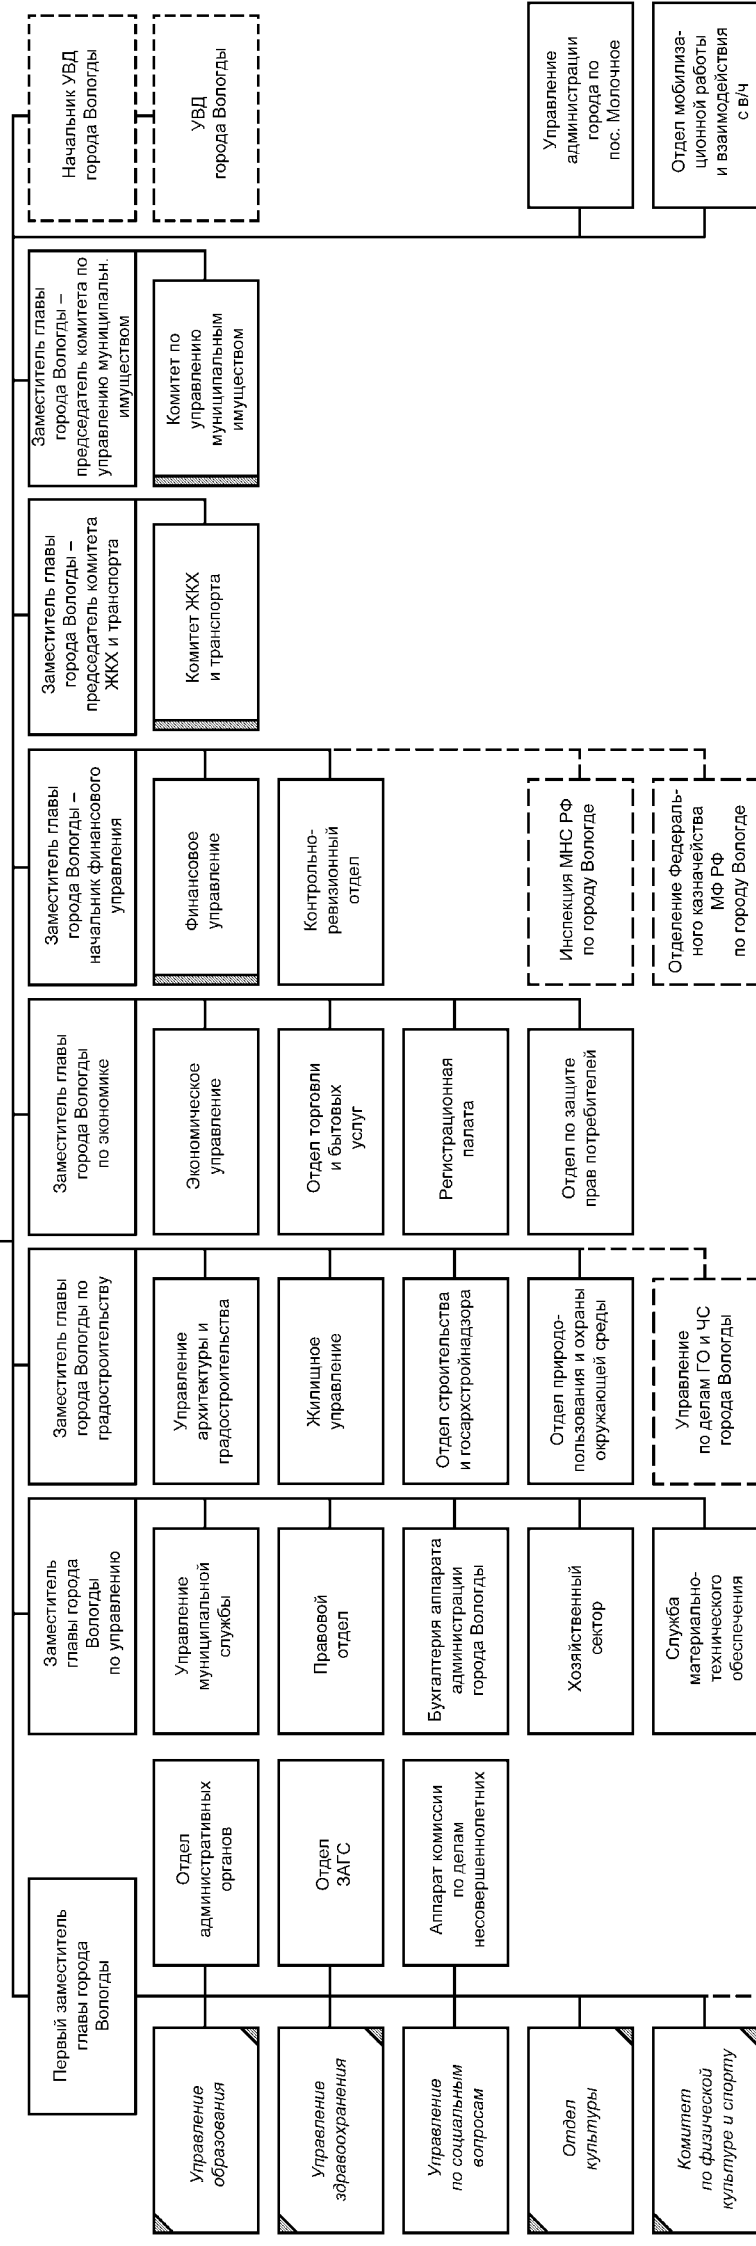 Первый заместитель
главы города
Вологды
Управление
образования
Управление
здравоохранения
Управление
по социальным
вопросам
Отдел
культуры
Комитет
по физической
культуре и спорту
Отдел
административных
органов
Отдел
ЗАГС
Аппарат комиссии
по делам
несовершеннолетних
Заместитель
главы города
Вологды
по управлению
Управление
муниципальной
службы
Правовой
отдел
Бухгалтерия аппарата
администрации
города Вологды
Хозяйственный
сектор
Служба
материально-
технического
обеспечения
Заместитель главы
города Вологды по
градостроительству
Управление
архитектуры и
градостроительства
Жилищное
управление
Отдел строительства
и госархстройнадзора
Отдел природо-
пользования и охраны
окружающей среды
Управление
по делам ГО и ЧС
города Вологды
Заместитель главы
города Вологды
по экономике
Экономическое
управление
Отдел торговли
и бытовых
услуг
Регистрационная
палата
Отдел по защите
прав потребителей
Заместитель главы
города Вологды –
начальник финансового
управления
Финансовое
управление
Контрольно-
ревизионный
отдел
Инспекция МНС РФ
по городу Вологде
Отделение Федераль-
ного казначейства
МФ РФ
по городу Вологде
Заместитель главы
города Вологды –
председатель комитета
ЖКХ и транспорта
Комитет ЖКХ
и транспорта
Заместитель главы
города Вологды –
председатель комитета по
управлению муниципальн.
имуществом
Комитет по
управлению
муниципальным
имуществом
Начальник УВД
города Вологды
УВД
города Вологды
Управление
администрации
города по
пос. Молочное
Отдел мобилиза-
ционной работы
и взаимодействия
с в/ч